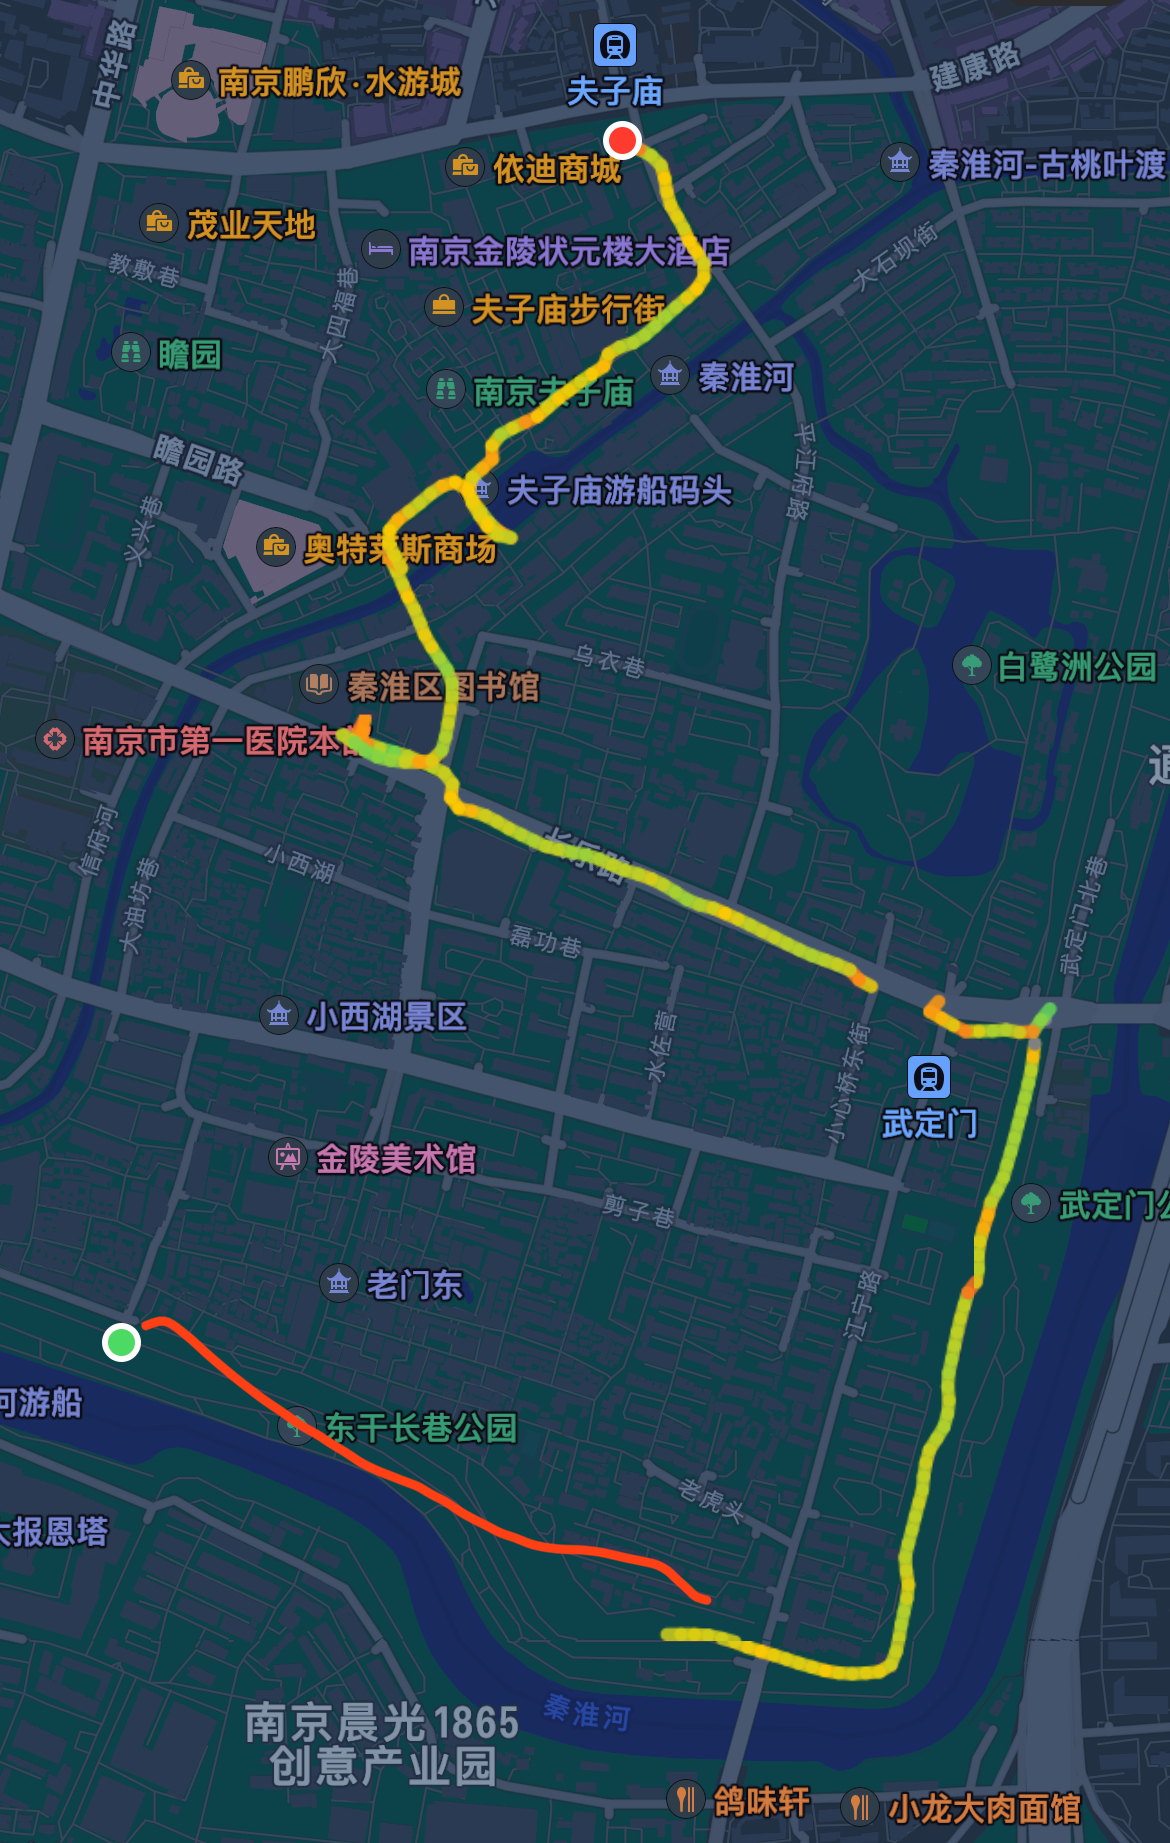 中华路
南京鹏欣·水游城
夫子庙
建康路
依迪商城
秦淮河-古桃叶渡
茂业天地
教敷巷
南京金陵状元楼大酒店
大石坝街
大四福巷
夫子庙步行街
瞻园
南京夫子庙
秦淮河
瞻园路
长江府路
火兴巷
夫子庙游船码头
奥特莱斯商场
乌衣巷
白鹭洲公园
秦淮区图书馆
南京市第一医院本部
通
信府河
小西湖
长乐路
大油坊巷
武定门北巷
磊功巷
小西湖景区
水佐营
小心桥东街
武定门
金陵美术馆
剪子巷
武定门公
老门东
江宁路
河游船
东干长巷公园
老虎头
大报恩塔
南京晨光1865
创意产业园
秦淮河
鸽味轩
小龙大肉面馆